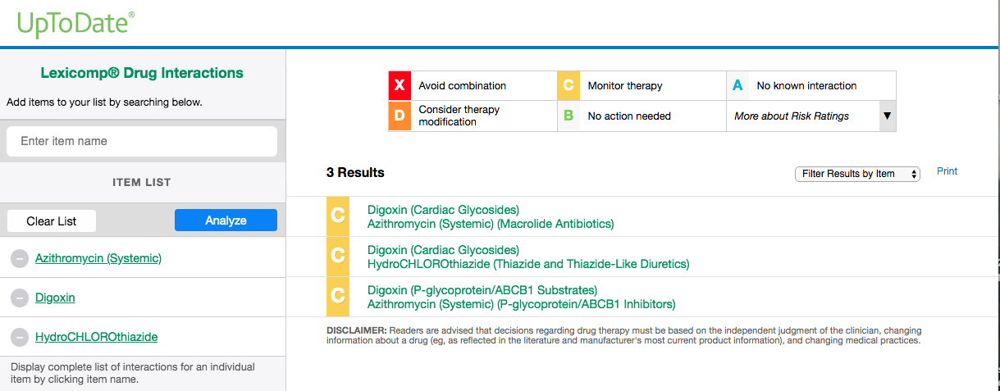 UpToDate®
Lexicomp® Drug Interactions
Add items to your list by searching below.
Enter item name
ITEM LIST
Clear List
Analyze
Azithromycin (Systemic)
Digoxin
HydroCHLOROthiazide
Display complete list of interactions for an individual
item by clicking item name.
X Avoid combination
C Monitor therapy
A No known interaction
D Consider therapy
modification
B No action needed
More about Risk Ratings ▼
3 Results
Filter Results by Item
Print
C Digoxin (Cardiac Glycosides)
Azithromycin (Systemic) (Macrolide Antibiotics)
C Digoxin (Cardiac Glycosides)
HydroCHLOROthiazide (Thiazide and Thiazide-Like Diuretics)
C Digoxin (P-glycoprotein/ABCB1 Substrates)
Azithromycin (Systemic) (P-glycoprotein/ABCB1 Inhibitors)
DISCLAIMER: Readers are advised that decisions regarding drug therapy must be based on the independent judgment of the clinician, changing
information about a drug (eg, as reflected in the literature and manufacturer's most current product information), and changing medical practices.